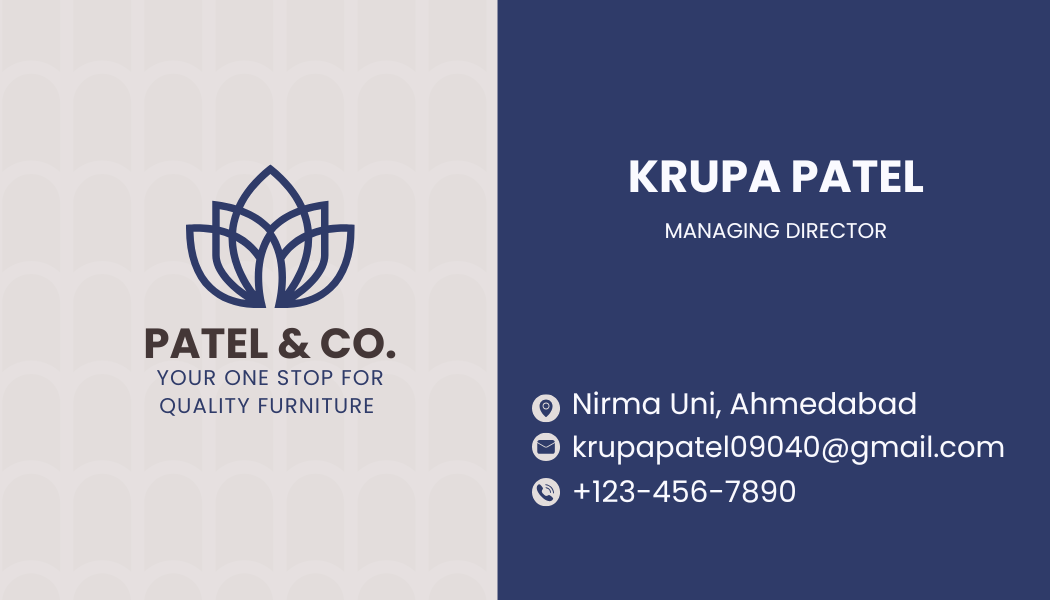 PATEL & CO.
YOUR ONE STOP FOR
QUALITY FURNITURE
KRUPA PATEL
MANAGING DIRECTOR
Nirma Uni, Ahmedabad
krupapatel09040@gmail.com
+123-456-7890